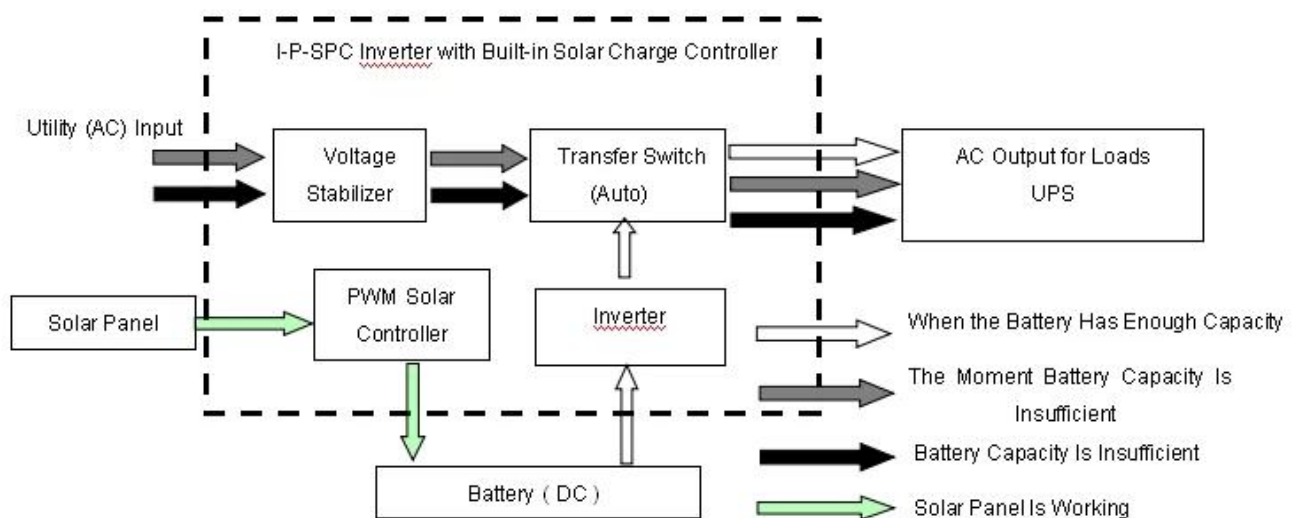 I-P-SPC Inverter with Built-in Solar Charge Controller
Utility (AC) Input
Voltage
Stabilizer
Transfer Switch
(Auto)
AC Output for Loads
UPS
Solar Panel
PWM Solar
Controller
Inverter
Battery ( DC )
When the Battery Has Enough Capacity
The Moment Battery Capacity Is
Insufficient
Battery Capacity Is Insufficient
Solar Panel Is Working